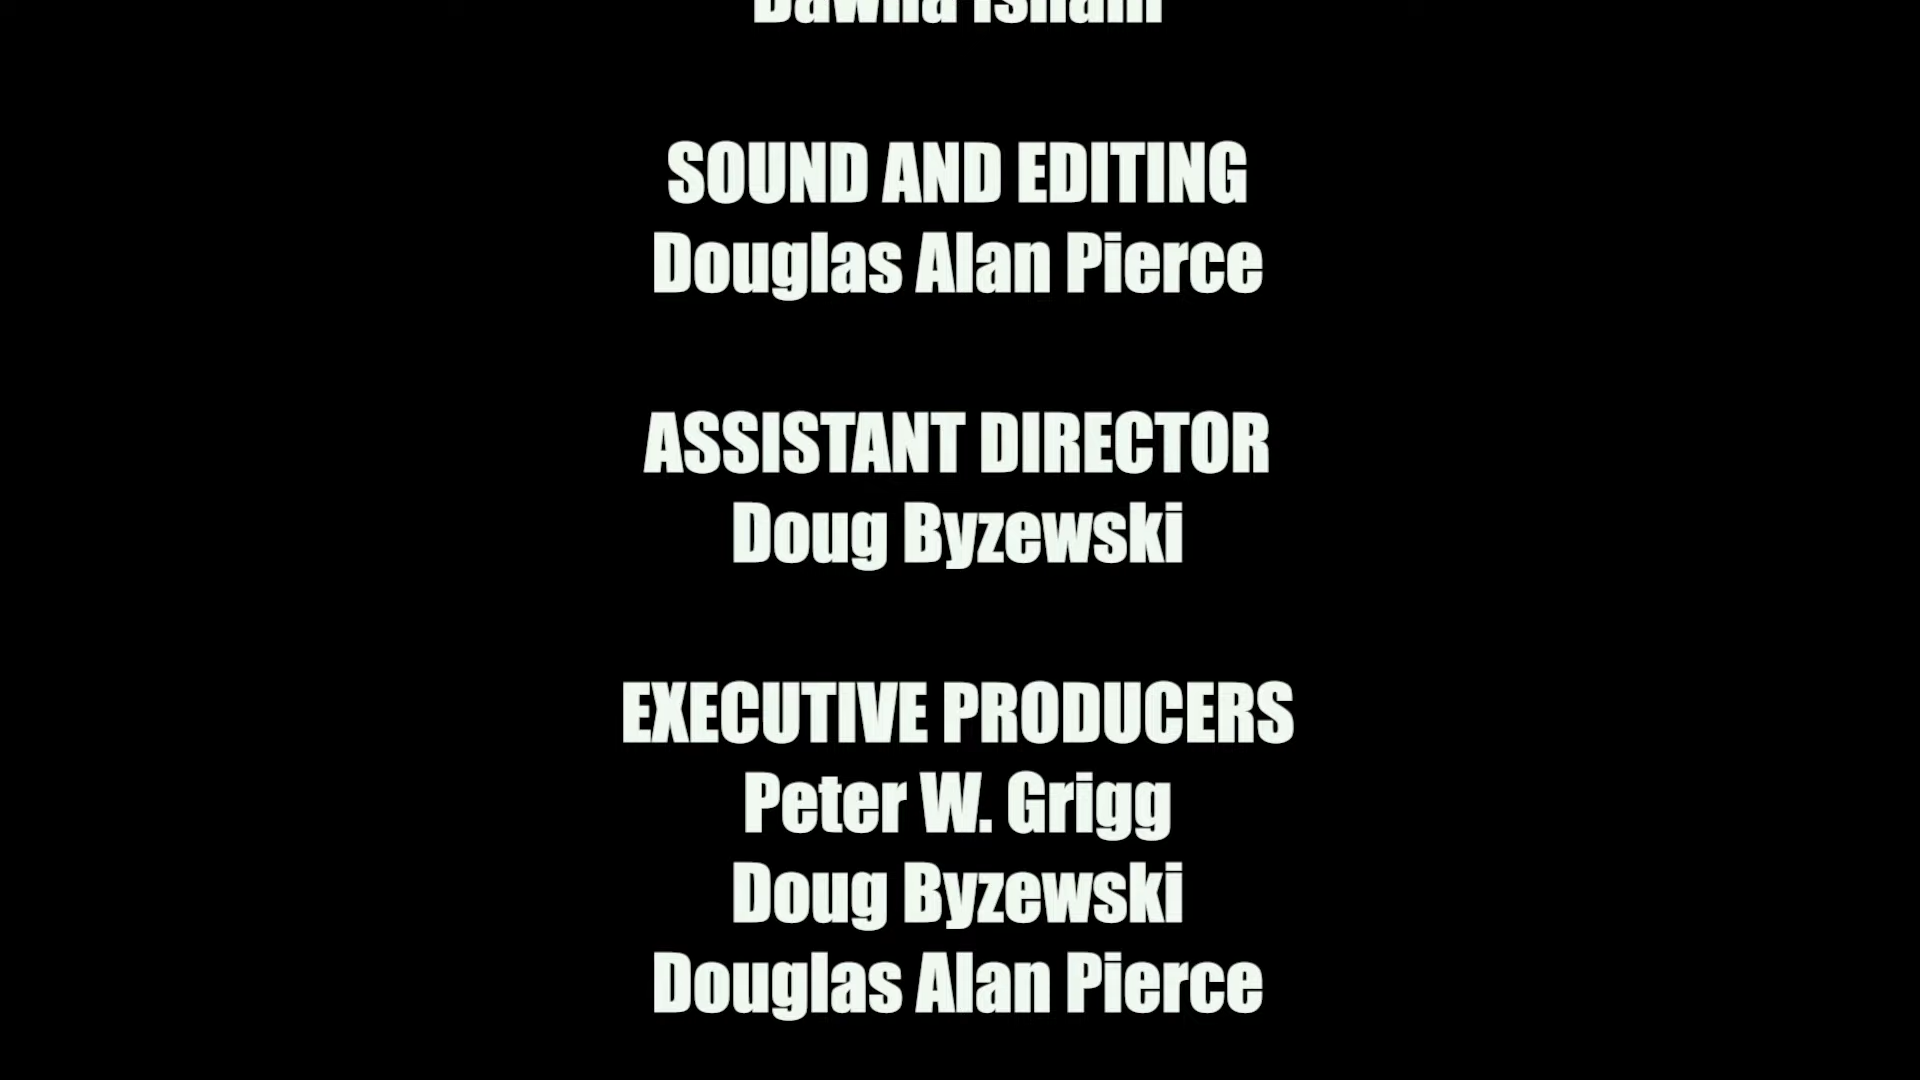 SOUND AND EDITING
Douglas Alan Pierce
ASSISTANT DIRECTOR
Doug Byzewski
EXECUTIVE PRODUCERS
Peter W. Grigg
Doug Byzewski
Douglas Alan Pierce